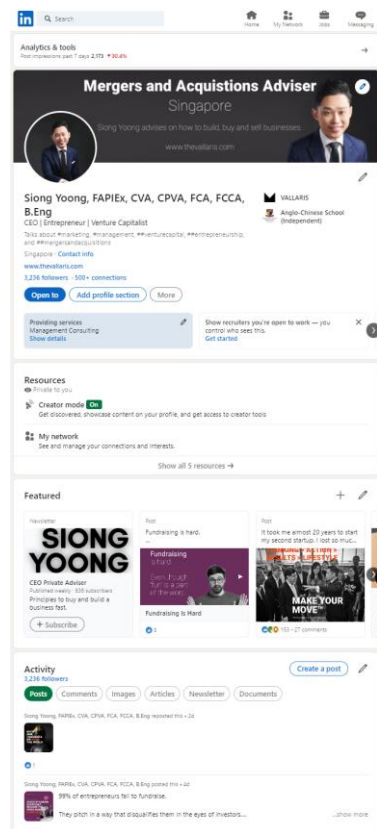 in
Search
Home
My Network
Jobs
Messaging
Analytics & tools
Post impressions past 7 days 2,173
Mergers and Acquistions Adviser
Singapore
Siong Yoong advises on how to build, buy and sell businesses.
www.thevallaris.com
Siong Yoong, FAPIEx, CVA, CPVA, FCA, FCCA,
B.Eng
CEO | Entrepreneur | Venture Capitalist
Talks about #marketing, #management, ##venturecapital, ##entrepreneurship,
and ##mergersandacquisitions
VALLARIS
Anglo-Chinese School
(Independent)
Singapore · Contact info
www.thevallaris.com
3,236 followers · 500+ connections
Open to
Add profile section
More
Providing services
Management Consulting
Show details
Show recruiters you're open to work — you
control who sees this.
Get started
Resources
Private to you
Creator mode On
Get discovered, showcase content on your profile, and get access to creator tools
My network
See and manage your connections and interests.
Show all 5 resources →
Featured
Newsletter
SIONG
YOONG
CEO Private Adviser
Principles to buy and build a
business fast.
+ Subscribe
Post
Fundraising is hard.
...
Fundraising
is hard
Fundraising Is Hard
Post
It took me almost 20 years to start
my second startup. I lost so muc...
MAKE YOUR
MOVE
27 comments
Activity
3,236 followers
Create a post
Posts
Comments
Images
Articles
Newsletter
Documents
Siong Yoong, FAPIEx, CVA, CPVA, FCA, FCCA, B.Eng reposted this • 2d
1
Siong Yoong, FAPIEx, CVA, CPVA, FCA, FCCA, B.Eng posted this • 4d
99% of entrepreneurs fail to fundraise.
They pitch in a way that disqualifies them in the eyes of investors....
...show more